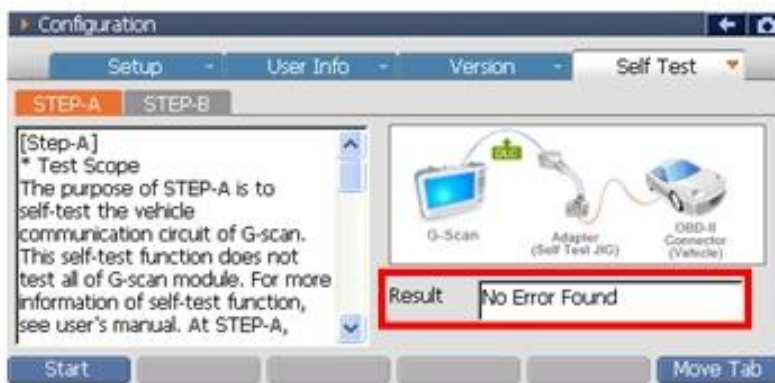 Configuration
Setup
User Info
Version
Self Test
STEP-A
STEP-B
[Step-A]
* Test Scope
The purpose of STEP-A is to
self-test the vehicle
communication circuit of G-scan.
This self-test function does not
test all of G-scan module. For more
information of self-test function,
see user's manual. At STEP-A,
DLC
G-Scan
Adapter
(Self Test JIG)
OBD-II
Connector
(Vehicle)
Result
No Error Found
Start
Move Tab